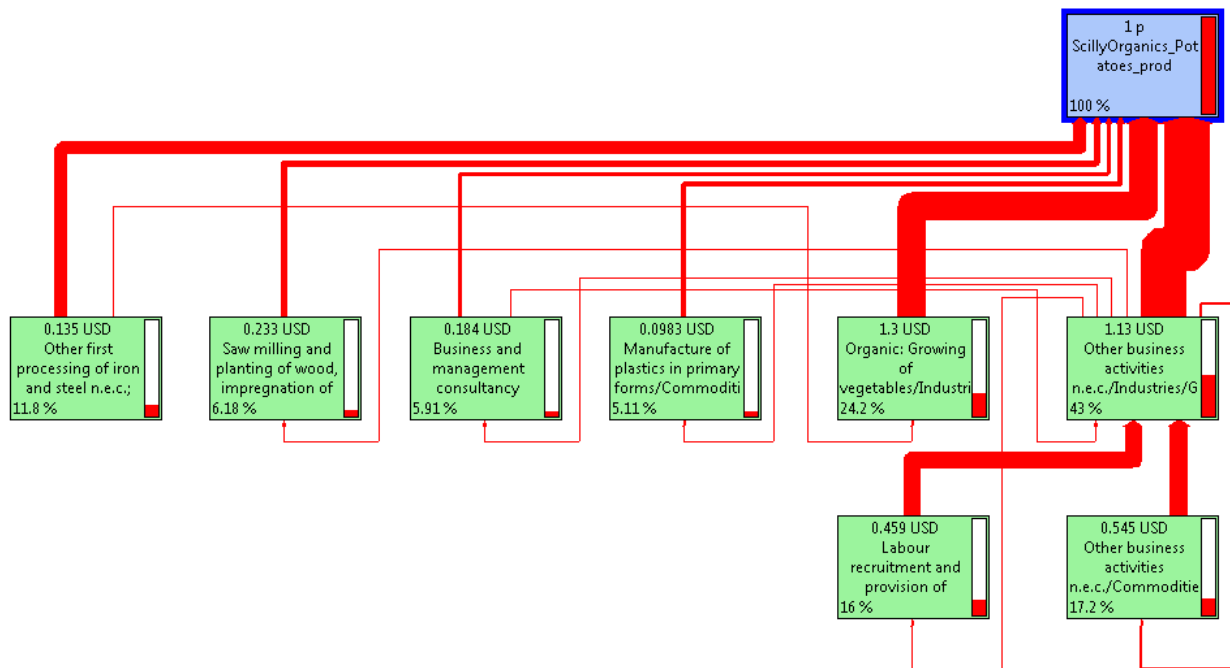 1 p
ScillyOrganics_Pot
atoes_prod
100 %
0.135 USD
Other first
processing of iron
and steel n.e.c.;
11.8 %
0.233 USD
Saw milling and
planting of wood,
impregnation of
6.18 %
0.184 USD
Business and
management
consultancy
5.91 %
0.0983 USD
Manufacture of
plastics in primary
forms/Commoditi
5.11 %
1.3 USD
Organic: Growing
of
vegetables/Industri
24.2 %
1.13 USD
Other business
activities
n.e.c./Industries/G
43 %
0.459 USD
Labour
recruitment and
provision of
16 %
0.545 USD
Other business
activities
n.e.c./Commoditie
17.2 %